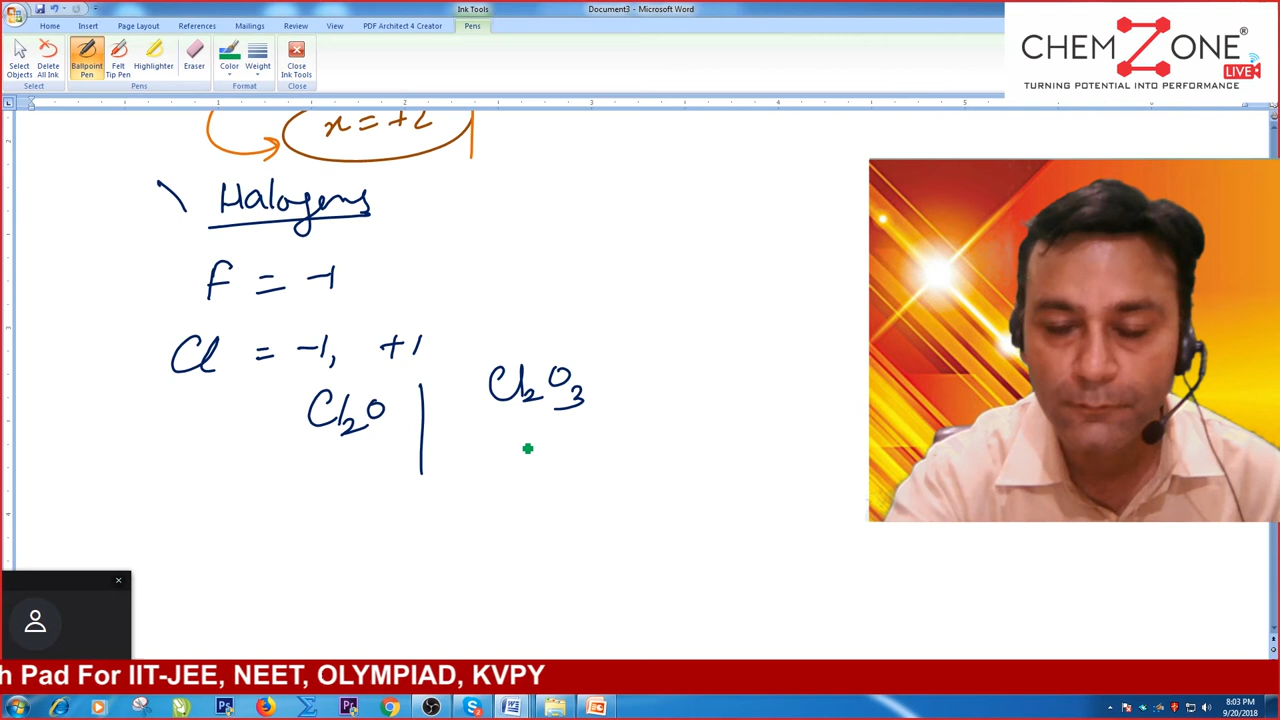 Ink Tools
Document3 - Microsoft Word
Home Insert Page Layout References Mailings Review View PDF Architect 4 Creator Pens
Select Objects
Delete All Ink
Ballpoint Pen
Felt Tip Pen
Highlighter
Eraser
Color
Weight
Close Ink Tools
Select Pens Format Close
1 2 3 5
CHEMZONE®
LIVE
TURNING POTENTIAL INTO PERFORMANCE
Halogens
F = -1
Cl = -1, +1
Cl2O
Cl2O3
h Pad For IIT-JEE, NEET, OLYMPIAD, KVPY
8:03 PM
9/20/2018